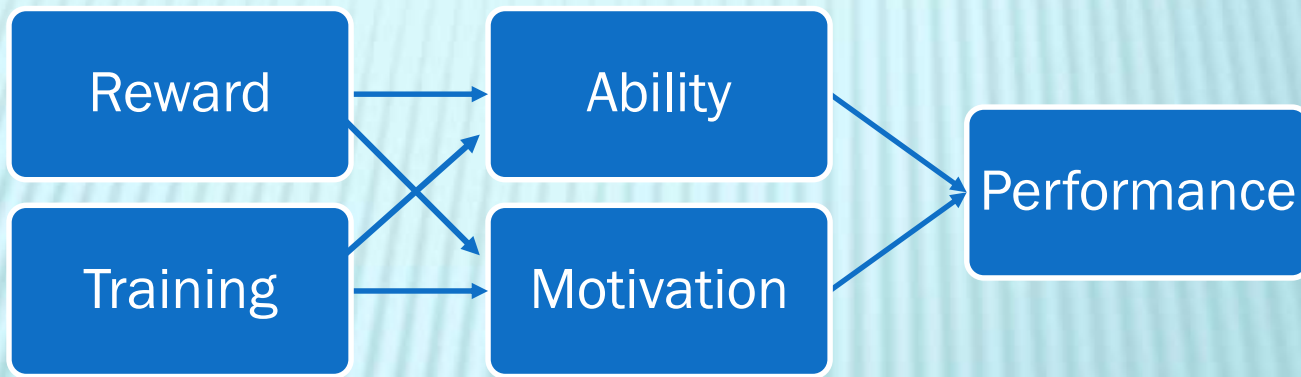 Reward
Ability
Performance
Training
Motivation